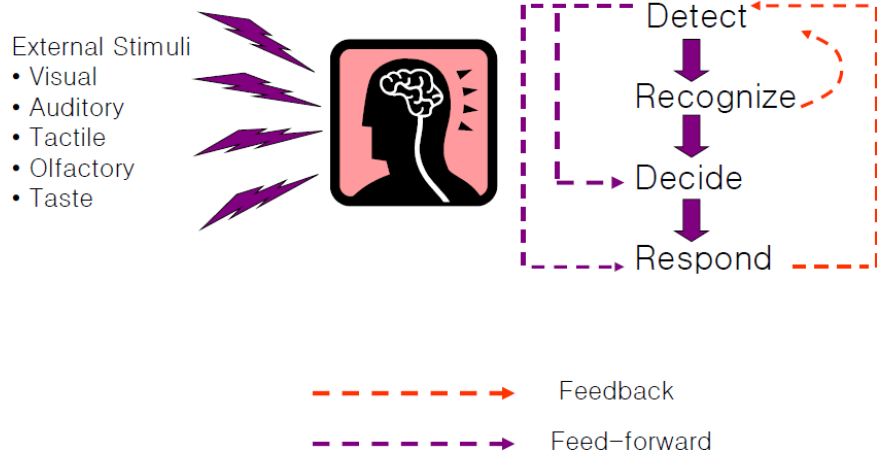 External Stimuli
• Visual
• Auditory
• Tactile
• Olfactory
• Taste
Detect
Recognize
Decide
Respond
Feedback
Feed-forward